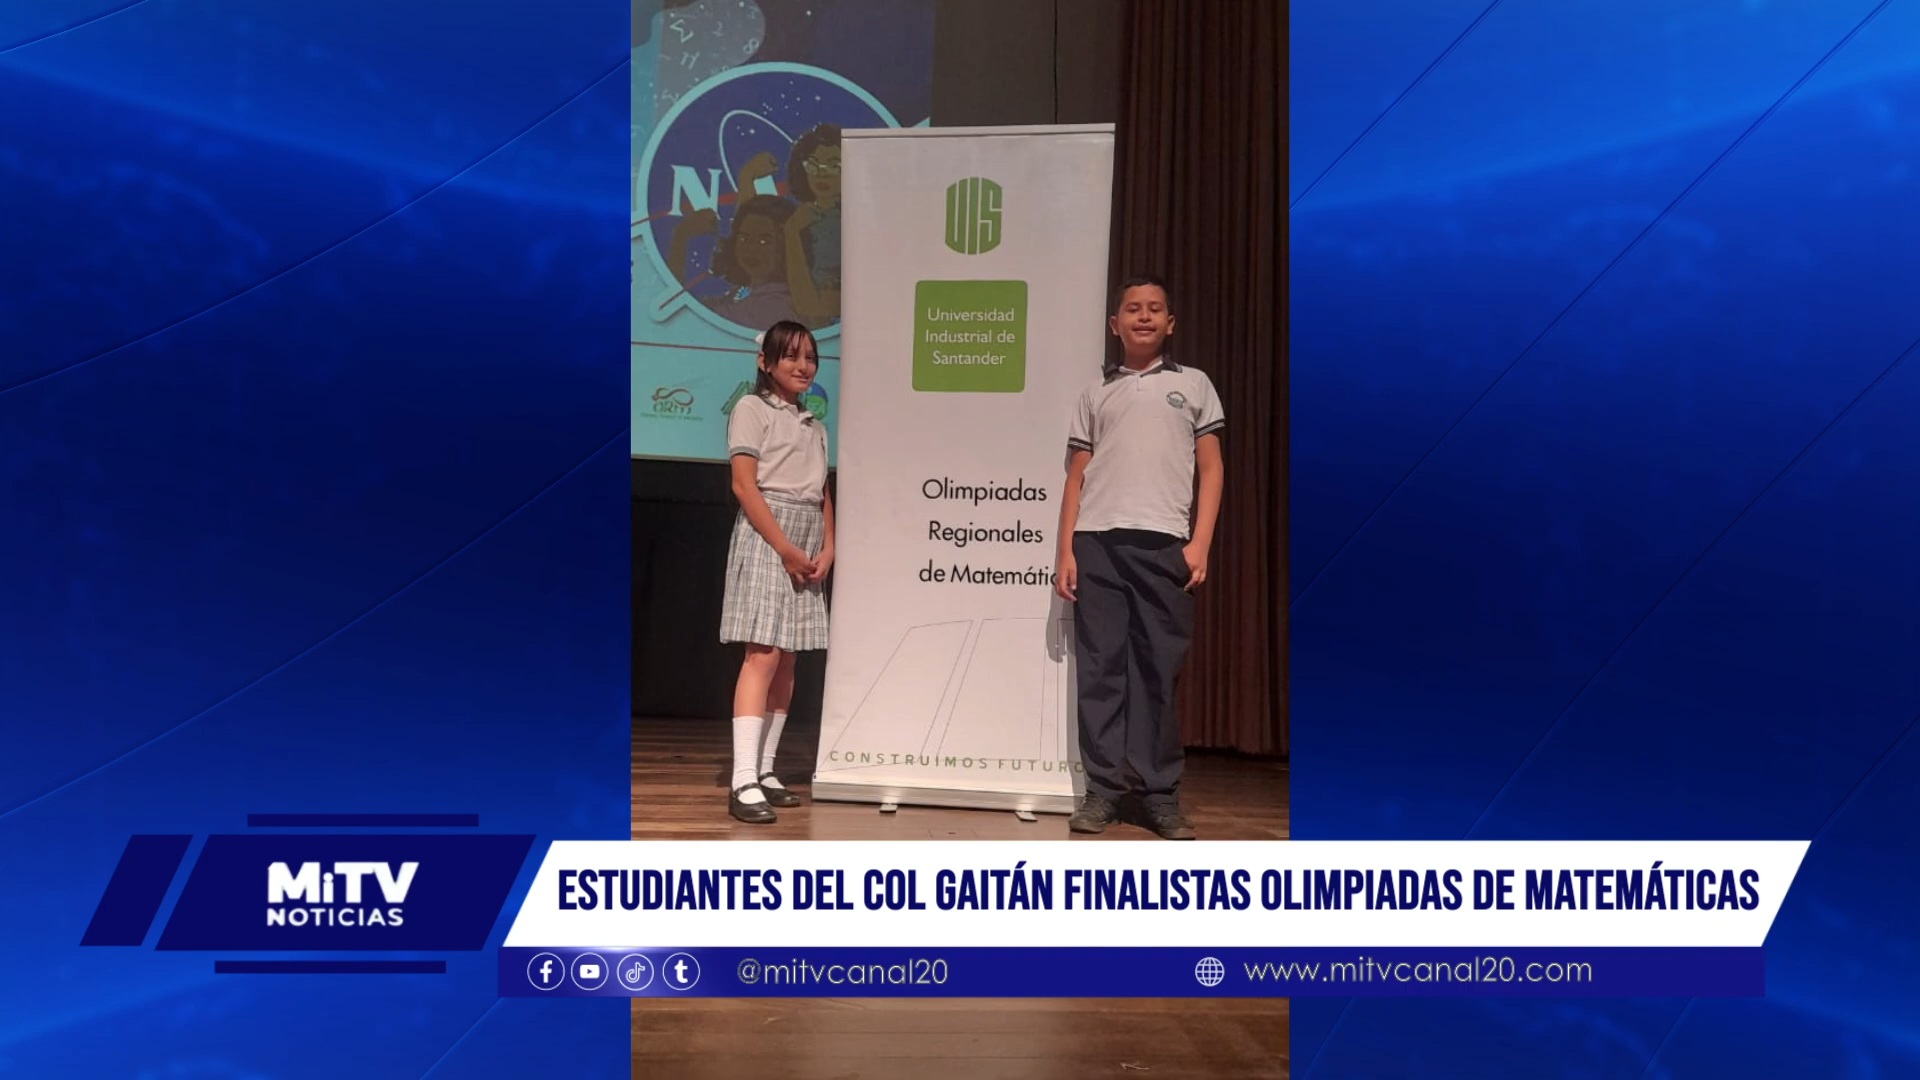 UIS
Universidad
Industrial de
Santander
Olimpiadas
Regionales
de Matemátic
CONSTRUIMOS FUTURO
MiTV
NOTICIAS
ESTUDIANTES DEL COL GAITÁN FINALISTAS OLIMPIADAS DE MATEMÁTICAS
@mitvcanal20
www.mitvcanal20.com